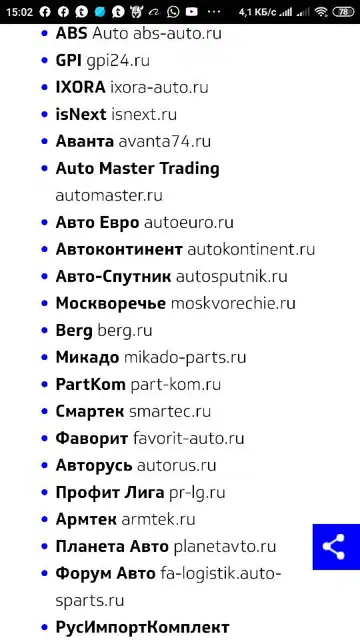 15:02 4,1 КБ/с 78
ABS Auto abs-auto.ru
GPI gpi24.ru
IXORA ixora-auto.ru
isNext isnext.ru
Аванта avanta74.ru
Auto Master Trading
automaster.ru
Авто Евро autoeuro.ru
Автоконтинент autokontinent.ru
Авто-Спутник autosputnik.ru
Москворечье moskvorechie.ru
Berg berg.ru
Микадо mikado-parts.ru
PartKom part-kom.ru
Смартек smartec.ru
Фаворит favorit-auto.ru
Авторусь autorus.ru
Профит Лига pr-lg.ru
Армтек armtek.ru
Планета Авто planetavto.ru
Форум Авто fa-logistik.auto-
sparts.ru
РусИмпортКомплект